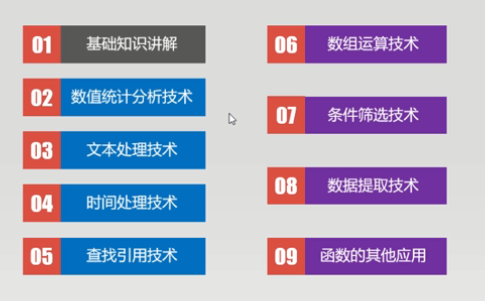 01 基础知识讲解
02 数值统计分析技术
03 文本处理技术
04 时间处理技术
05 查找引用技术
06 数组运算技术
07 条件筛选技术
08 数据提取技术
09 函数的其他应用